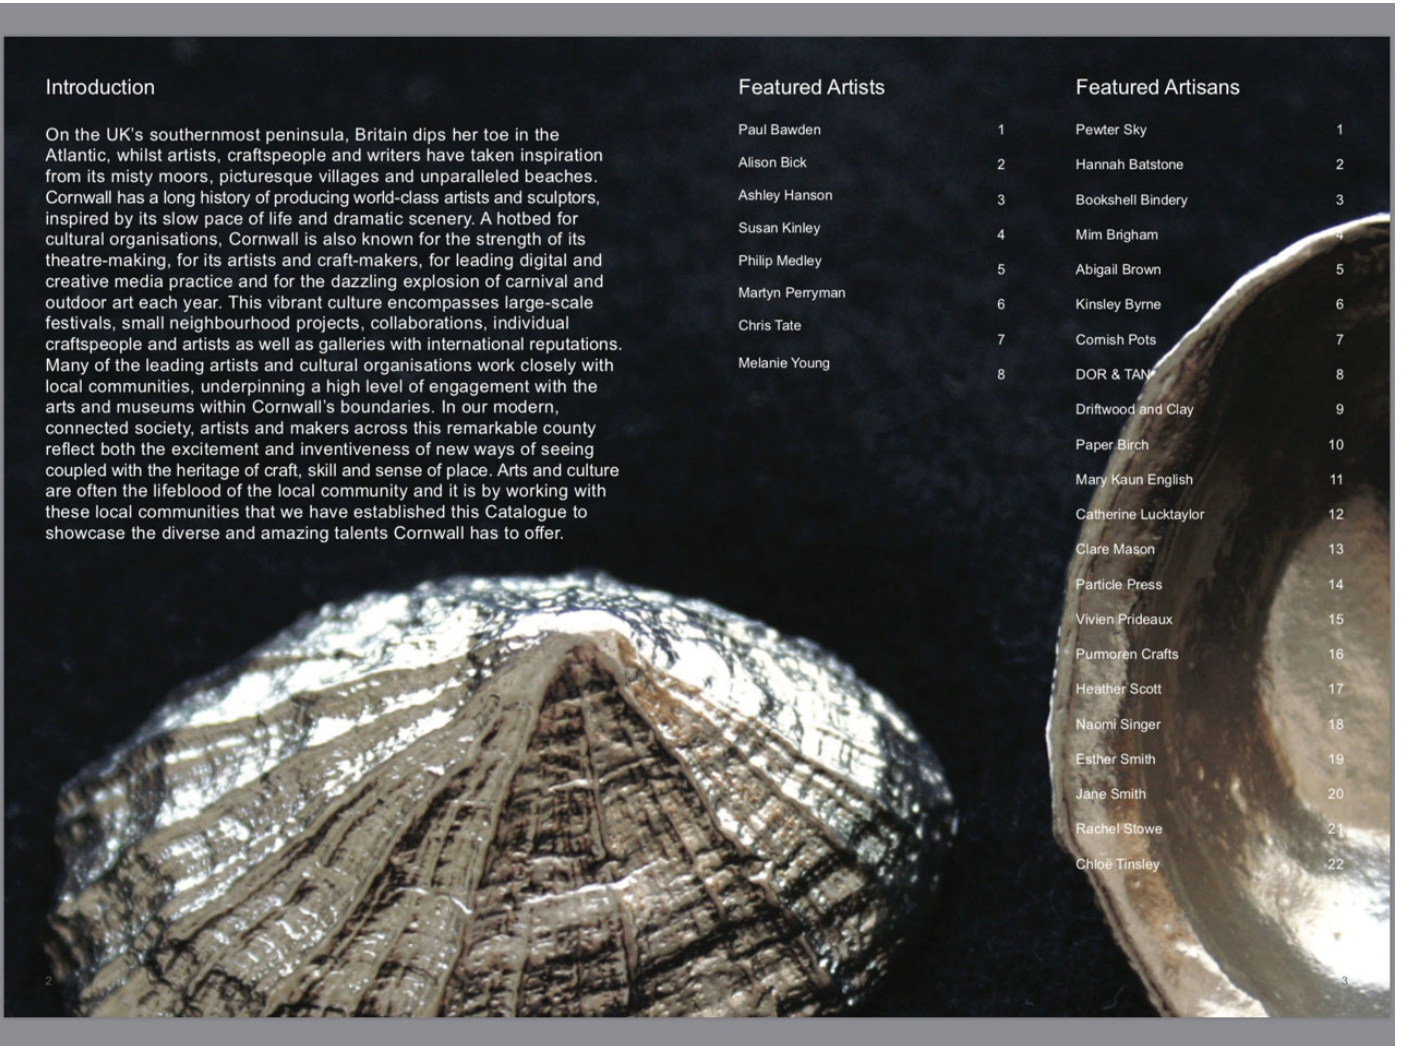 Introduction
On the UK's southernmost peninsula, Britain dips her toe in the
Atlantic, whilst artists, craftspeople and writers have taken inspiration
from its misty moors, picturesque villages and unparalleled beaches.
Cornwall has a long history of producing world-class artists and sculptors,
inspired by its slow pace of life and dramatic scenery. A hotbed for
cultural organisations, Cornwall is also known for the strength of its
theatre-making, for its artists and craft-makers, for leading digital and
creative media practice and for the dazzling explosion of carnival and
outdoor art each year. This vibrant culture encompasses large-scale
festivals, small neighbourhood projects, collaborations, individual
craftspeople and artists as well as galleries with international reputations.
Many of the leading artists and cultural organisations work closely with
local communities, underpinning a high level of engagement with the
arts and museums within Cornwall's boundaries. In our modern,
connected society, artists and makers across this remarkable county
reflect both the excitement and inventiveness of new ways of seeing
coupled with the heritage of craft, skill and sense of place. Arts and culture
are often the lifeblood of the local community and it is by working with
these local communities that we have established this Catalogue to
showcase the diverse and amazing talents Cornwall has to offer.
2
Featured Artists
Paul Bawden 1
Alison Bick 2
Ashley Hanson 3
Susan Kinley 4
Philip Medley 5
Martyn Perryman 6
Chris Tate 7
Melanie Young 8
Featured Artisans
Pewter Sky 1
Hannah Batstone 2
Bookshell Bindery 3
Mim Brigham 4
Abigail Brown 5
Kinsley Byrne 6
Cornish Pots 7
DOR & TAN 8
Driftwood and Clay 9
Paper Birch 10
Mary Kaun English 11
Catherine Lucktaylor 12
Clare Mason 13
Particle Press 14
Vivien Prideaux 15
Purmoren Crafts 16
Heather Scott 17
Naomi Singer 18
Esther Smith 19
Jane Smith 20
Rachel Stowe 21
Chloë Tinsley 22
3